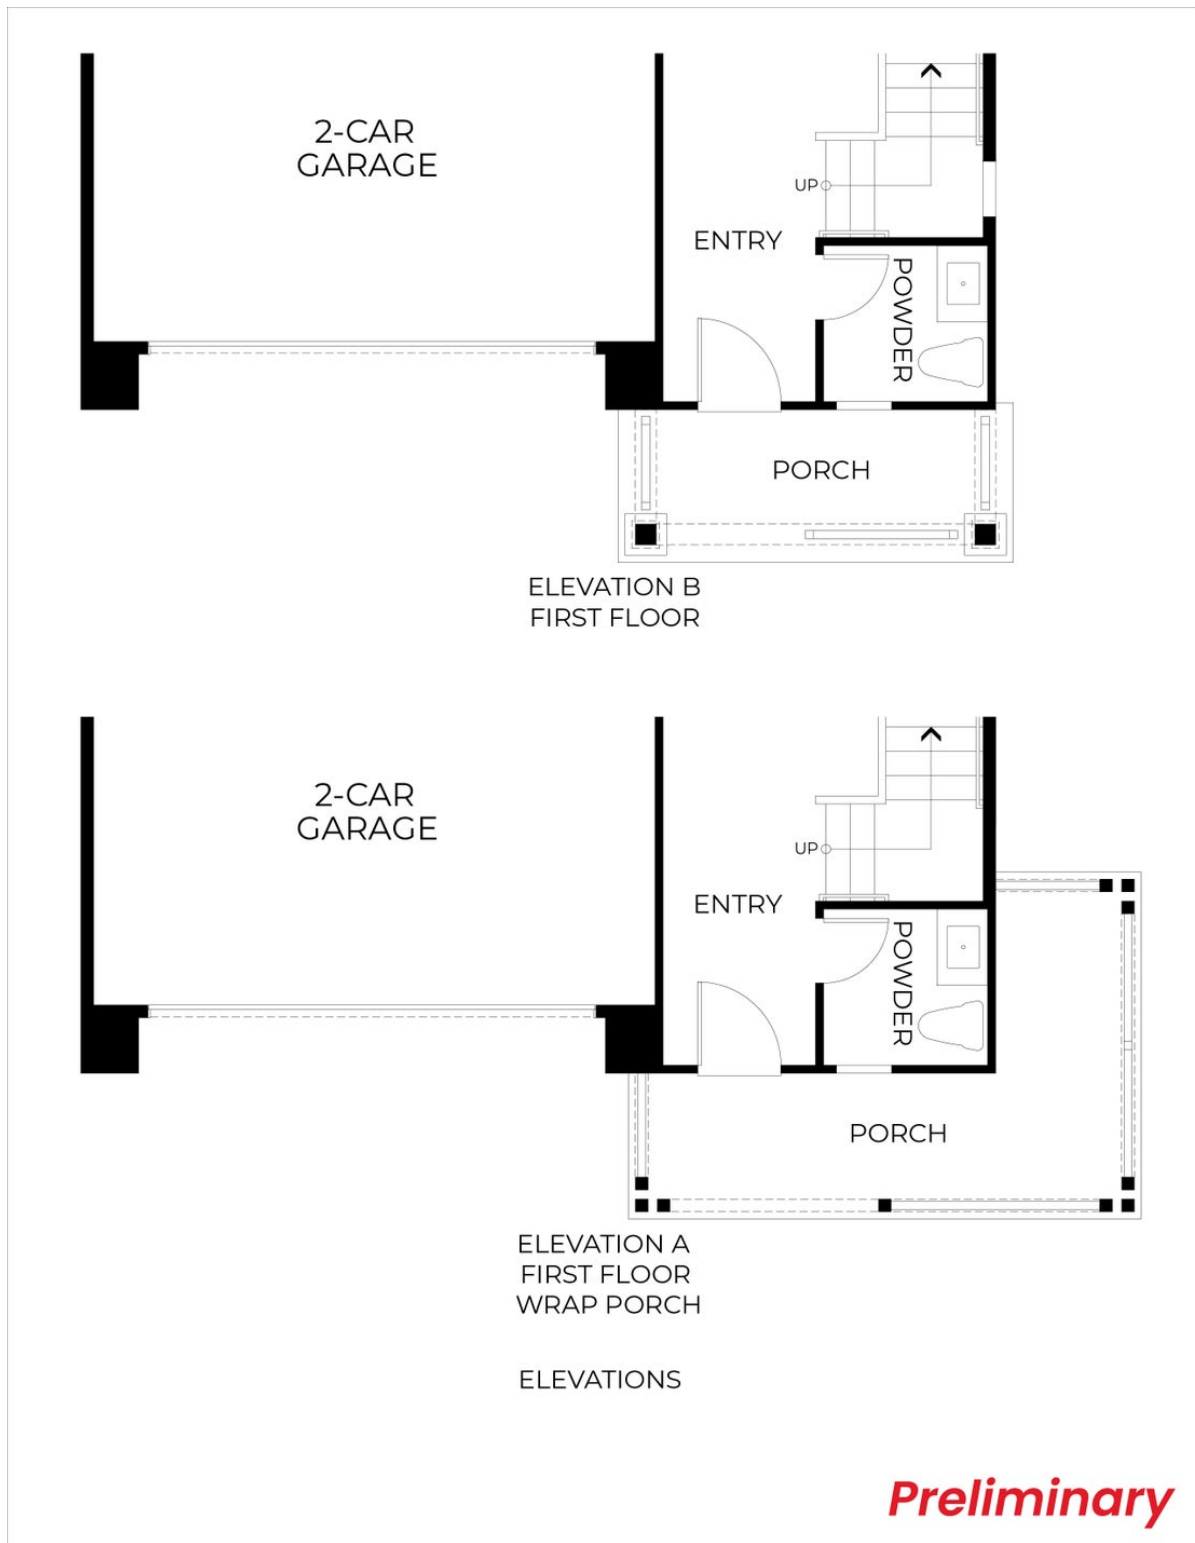 2-CAR
GARAGE
UP
ENTRY
POWDER
PORCH
ELEVATION B
FIRST FLOOR
2-CAR
GARAGE
UP
ENTRY
POWDER
PORCH
ELEVATION A
FIRST FLOOR
WRAP PORCH
ELEVATIONS
Preliminary